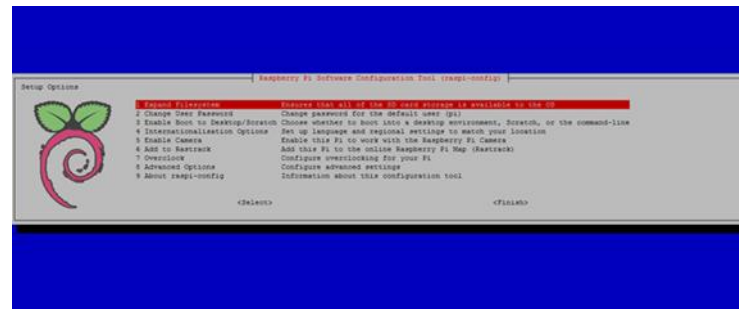 Raspberry Pi Software Configuration Tool (raspi-config)
Setup Options
1 Expand Filesystem Ensures that all of the SD card storage is available to the OS
2 Change User Password Change password for the default user (pi)
3 Enable Boot to Desktop/Scratch Choose whether to boot into a desktop environment, Scratch, or the command-line
4 Internationalisation Options Set up language and regional settings to match your location
5 Enable Camera Enable this Pi to work with the Raspberry Pi Camera
6 Add to Rastrack Add this Pi to the online Raspberry Pi Map (Rastrack)
7 Overclock Configure overclocking for your Pi
8 Advanced Options Configure advanced settings
9 About raspi-config Information about this configuration tool
<Select> <Finish>